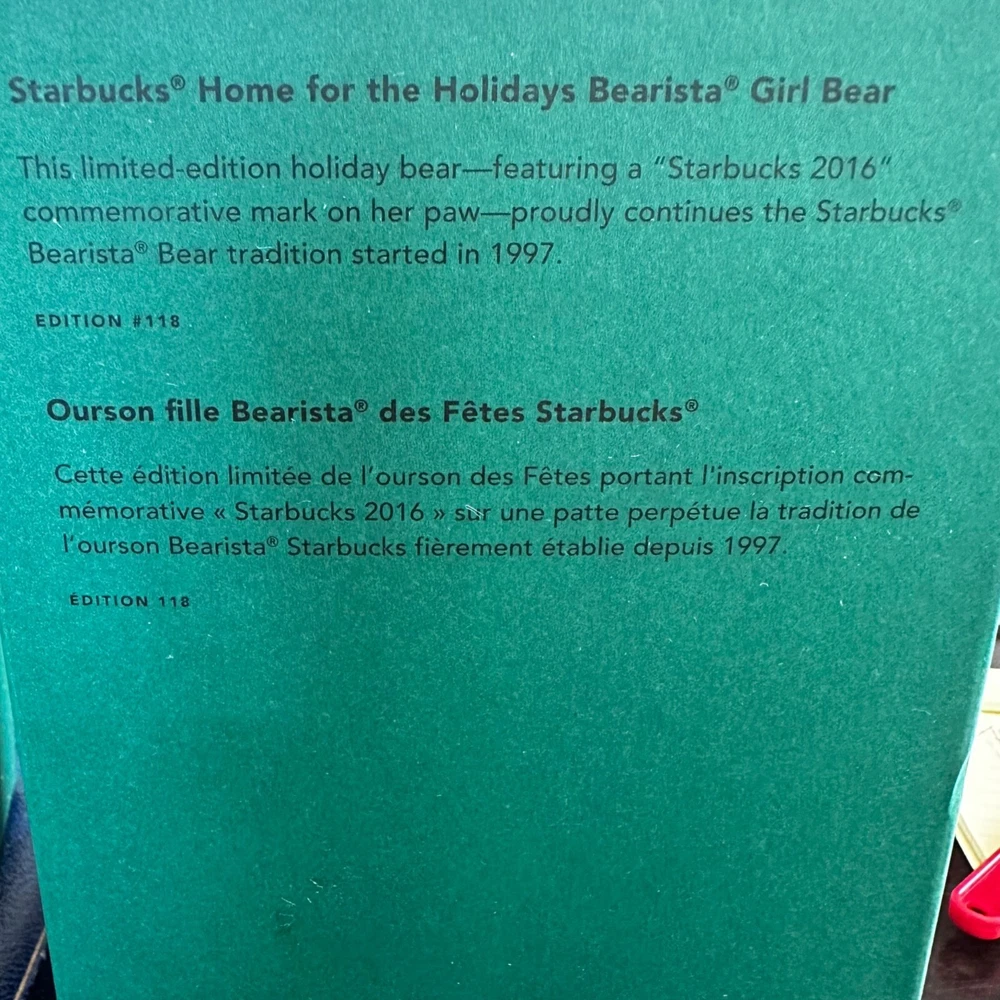 Starbucks® Home for the Holidays Bearista® Girl Bear
This limited-edition holiday bear—featuring a “Starbucks 2016”
commemorative mark on her paw—proudly continues the Starbucks®
Bearista® Bear tradition started in 1997.
EDITION #118
Ourson fille Bearista® des Fêtes Starbucks®
Cette édition limitée de l’ourson des Fêtes portant l’inscription com-
mémorative « Starbucks 2016 » sur une patte perpétue la tradition de
l’ourson Bearista® Starbucks fièrement établie depuis 1997.
ÉDITION 118